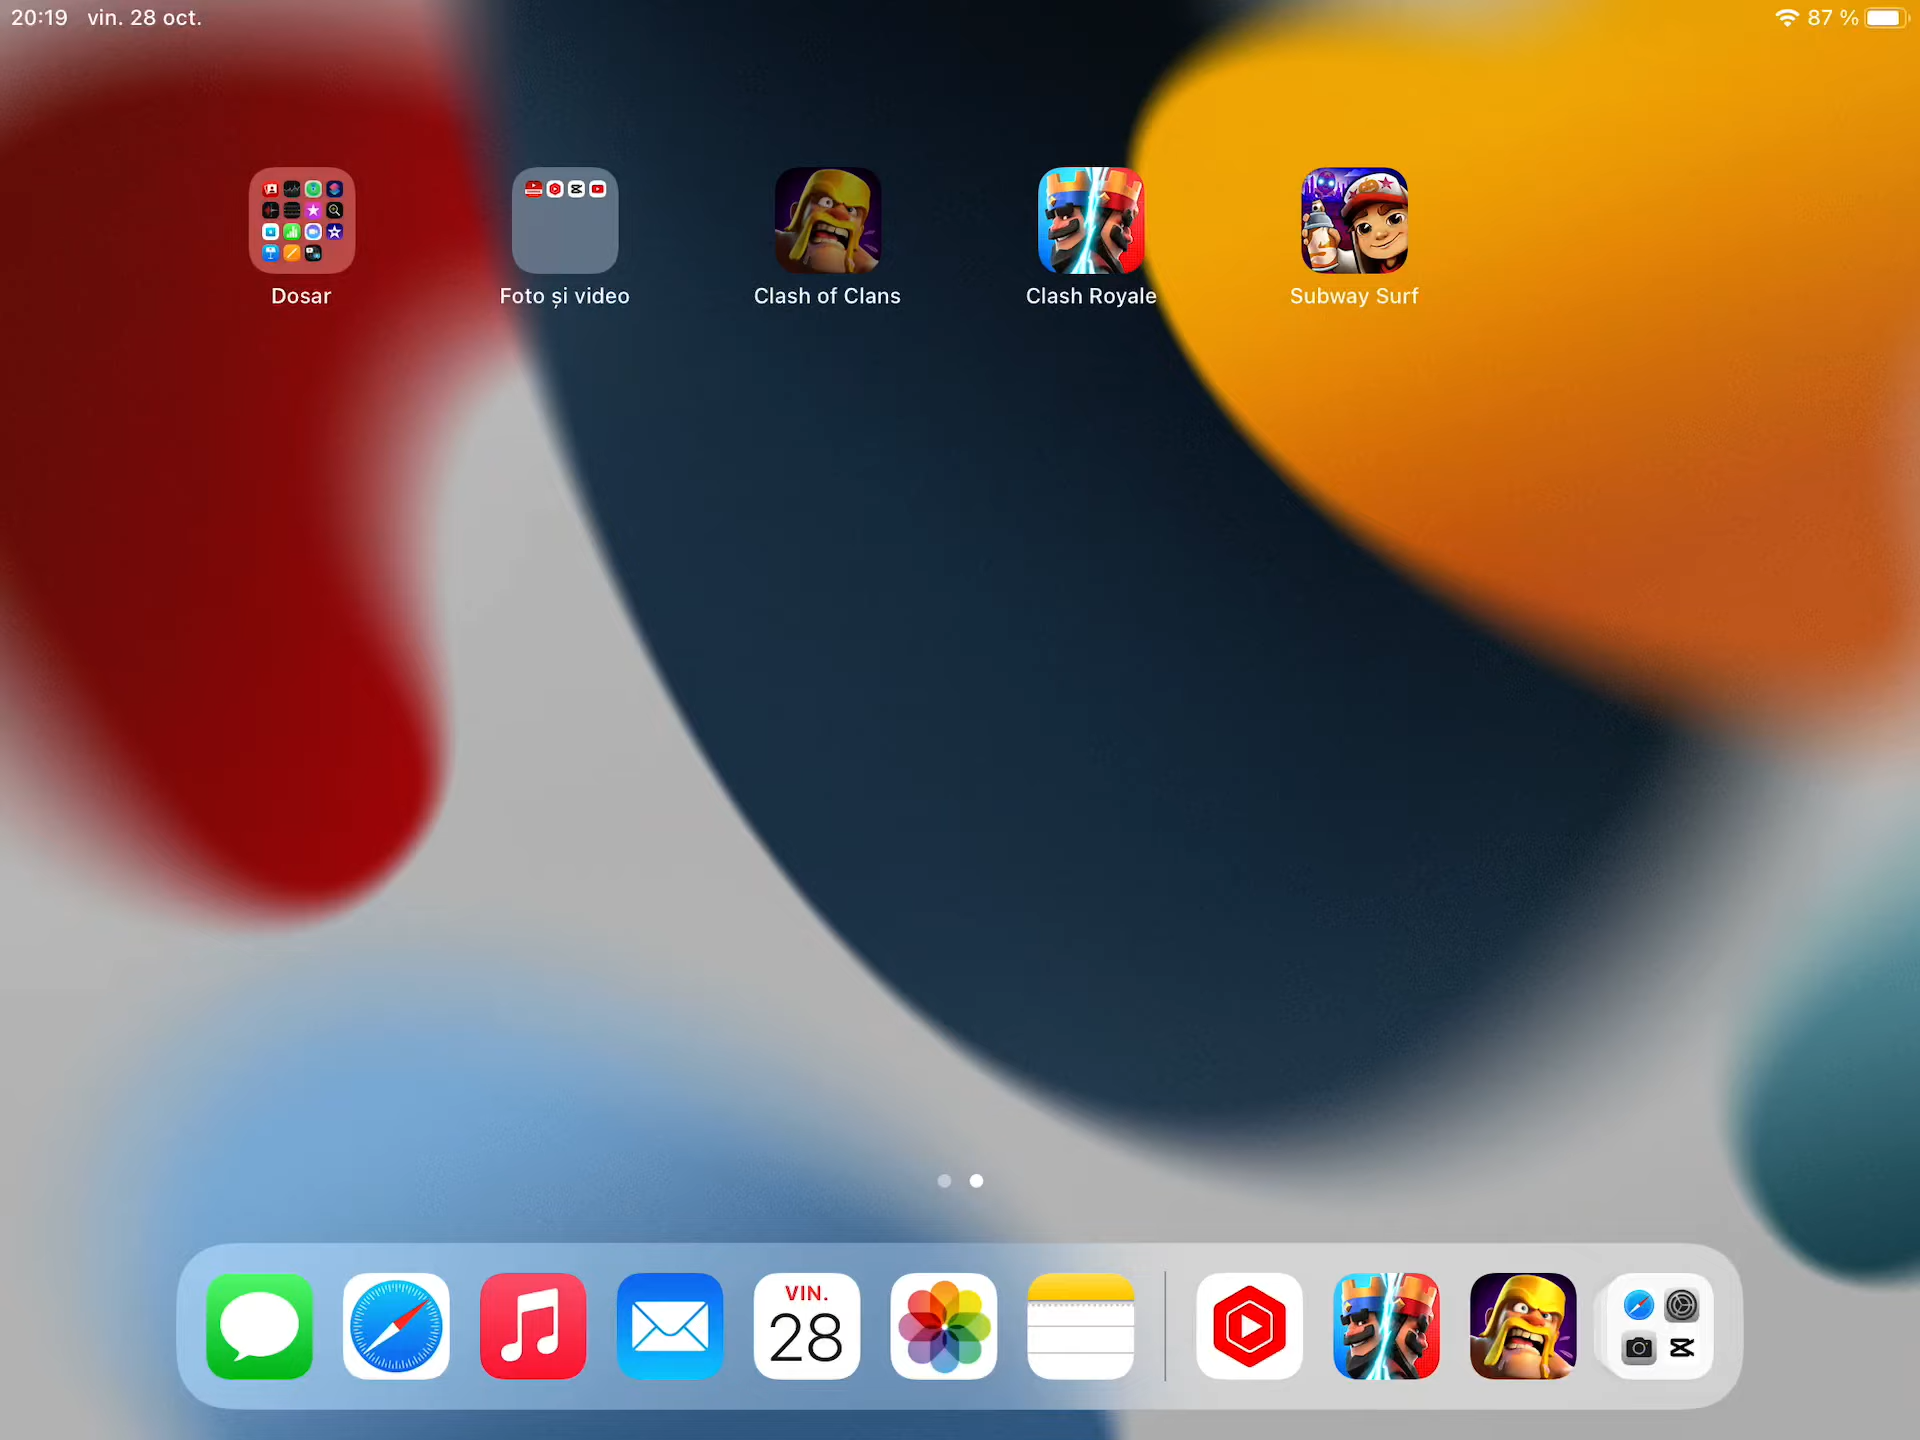 20:19 vin. 28 oct.
87 %
Dosar
Foto și video
Clash of Clans
Clash Royale
Subway Surf
VIN.
28